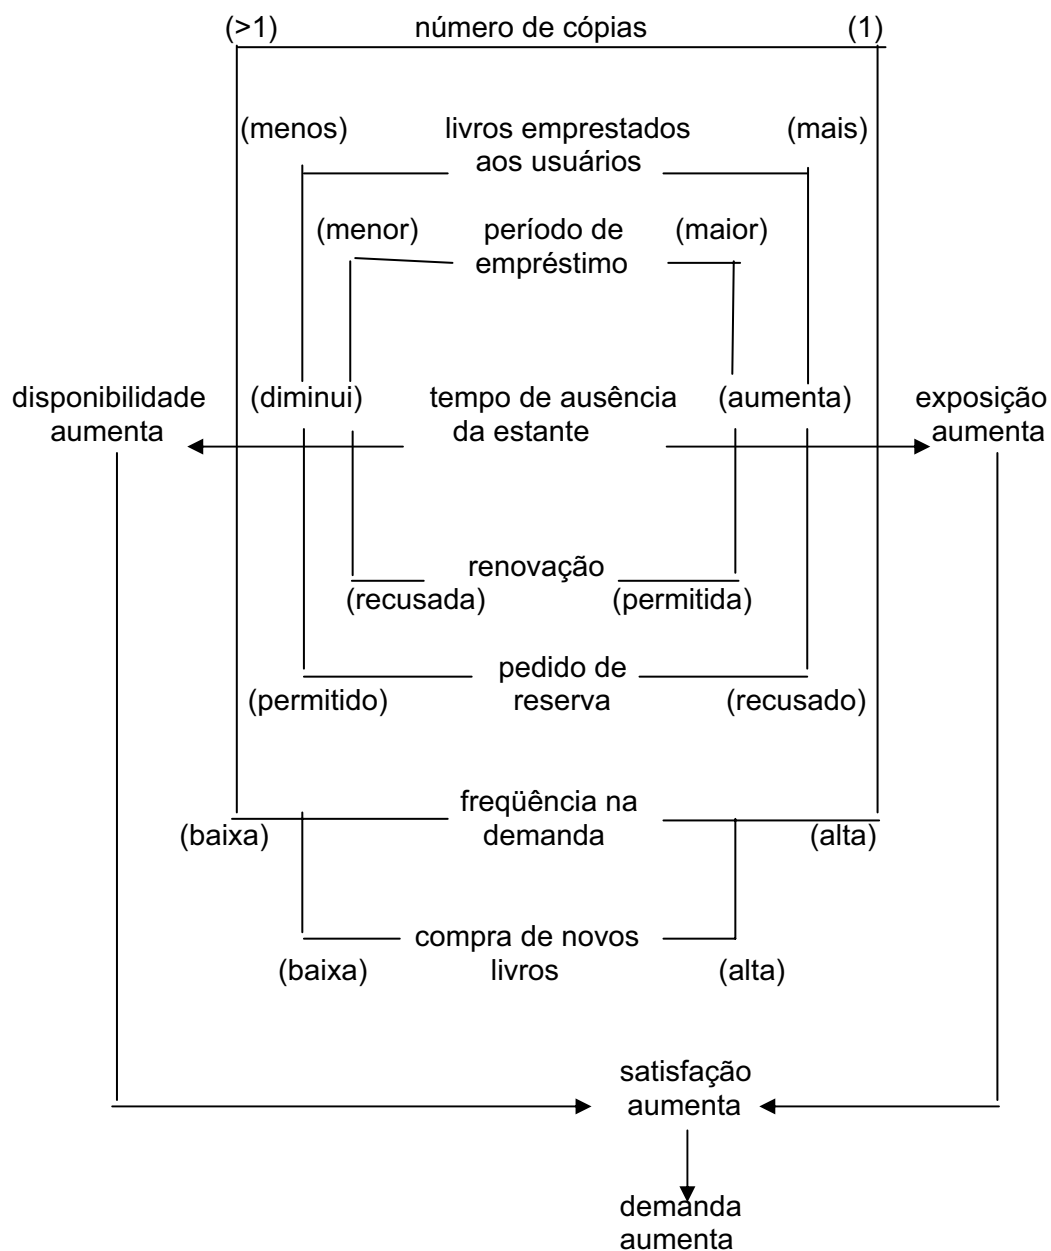 (>1) número de cópias (1)
(menos) livros emprestados (mais)
aos usuários
(menor) período de (maior)
empréstimo
disponibilidade (diminui) tempo de ausência (aumenta) exposição
aumenta da estante aumenta
renovação
(recusada) (permitida)
pedido de
(permitido) reserva (recusado)
freqüência na
(baixa) demanda (alta)
compra de novos
(baixa) livros (alta)
satisfação
aumenta
demanda
aumenta